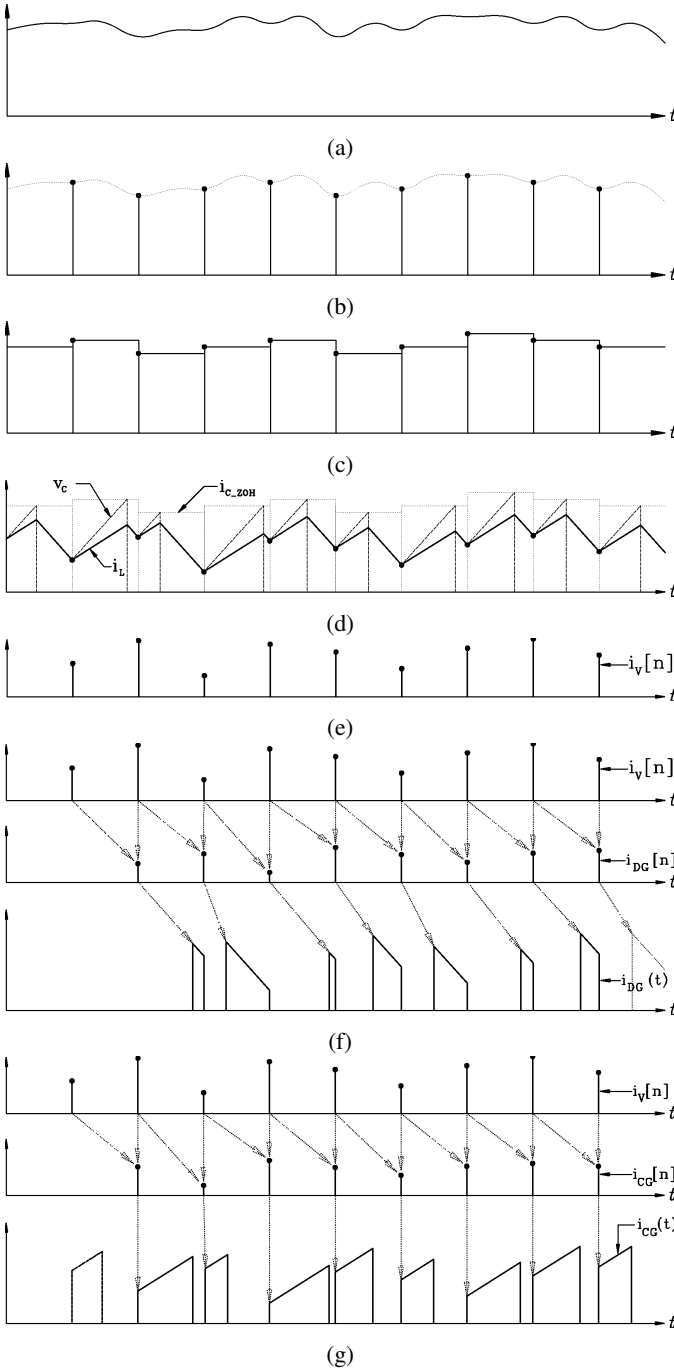 t
(a)
t
(b)
t
(c)
v_C
i_C_ZOH
i_L
t
(d)
i_V[n]
t
(e)
i_V[n]
t
i_DG[n]
t
i_DG(t)
t
(f)
i_V[n]
t
i_CG[n]
t
i_CG(t)
t
(g)